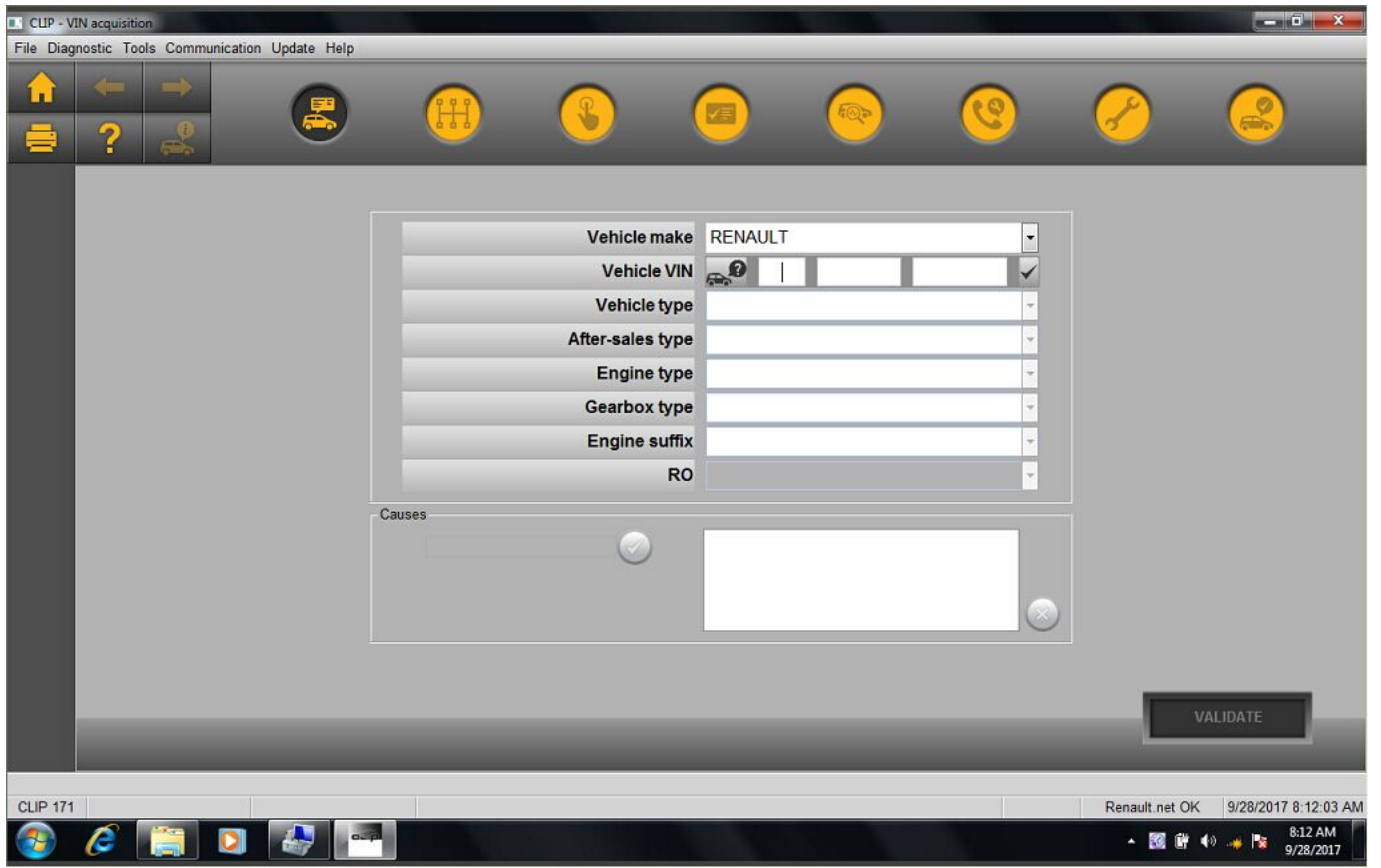 CLIP - VIN acquisition
File Diagnostic Tools Communication Update Help
Vehicle make RENAULT
Vehicle VIN
Vehicle type
After-sales type
Engine type
Gearbox type
Engine suffix
RO
Causes
VALIDATE
CLIP 171 Renault.net OK 9/28/2017 8:12:03 AM
8:12 AM
9/28/2017